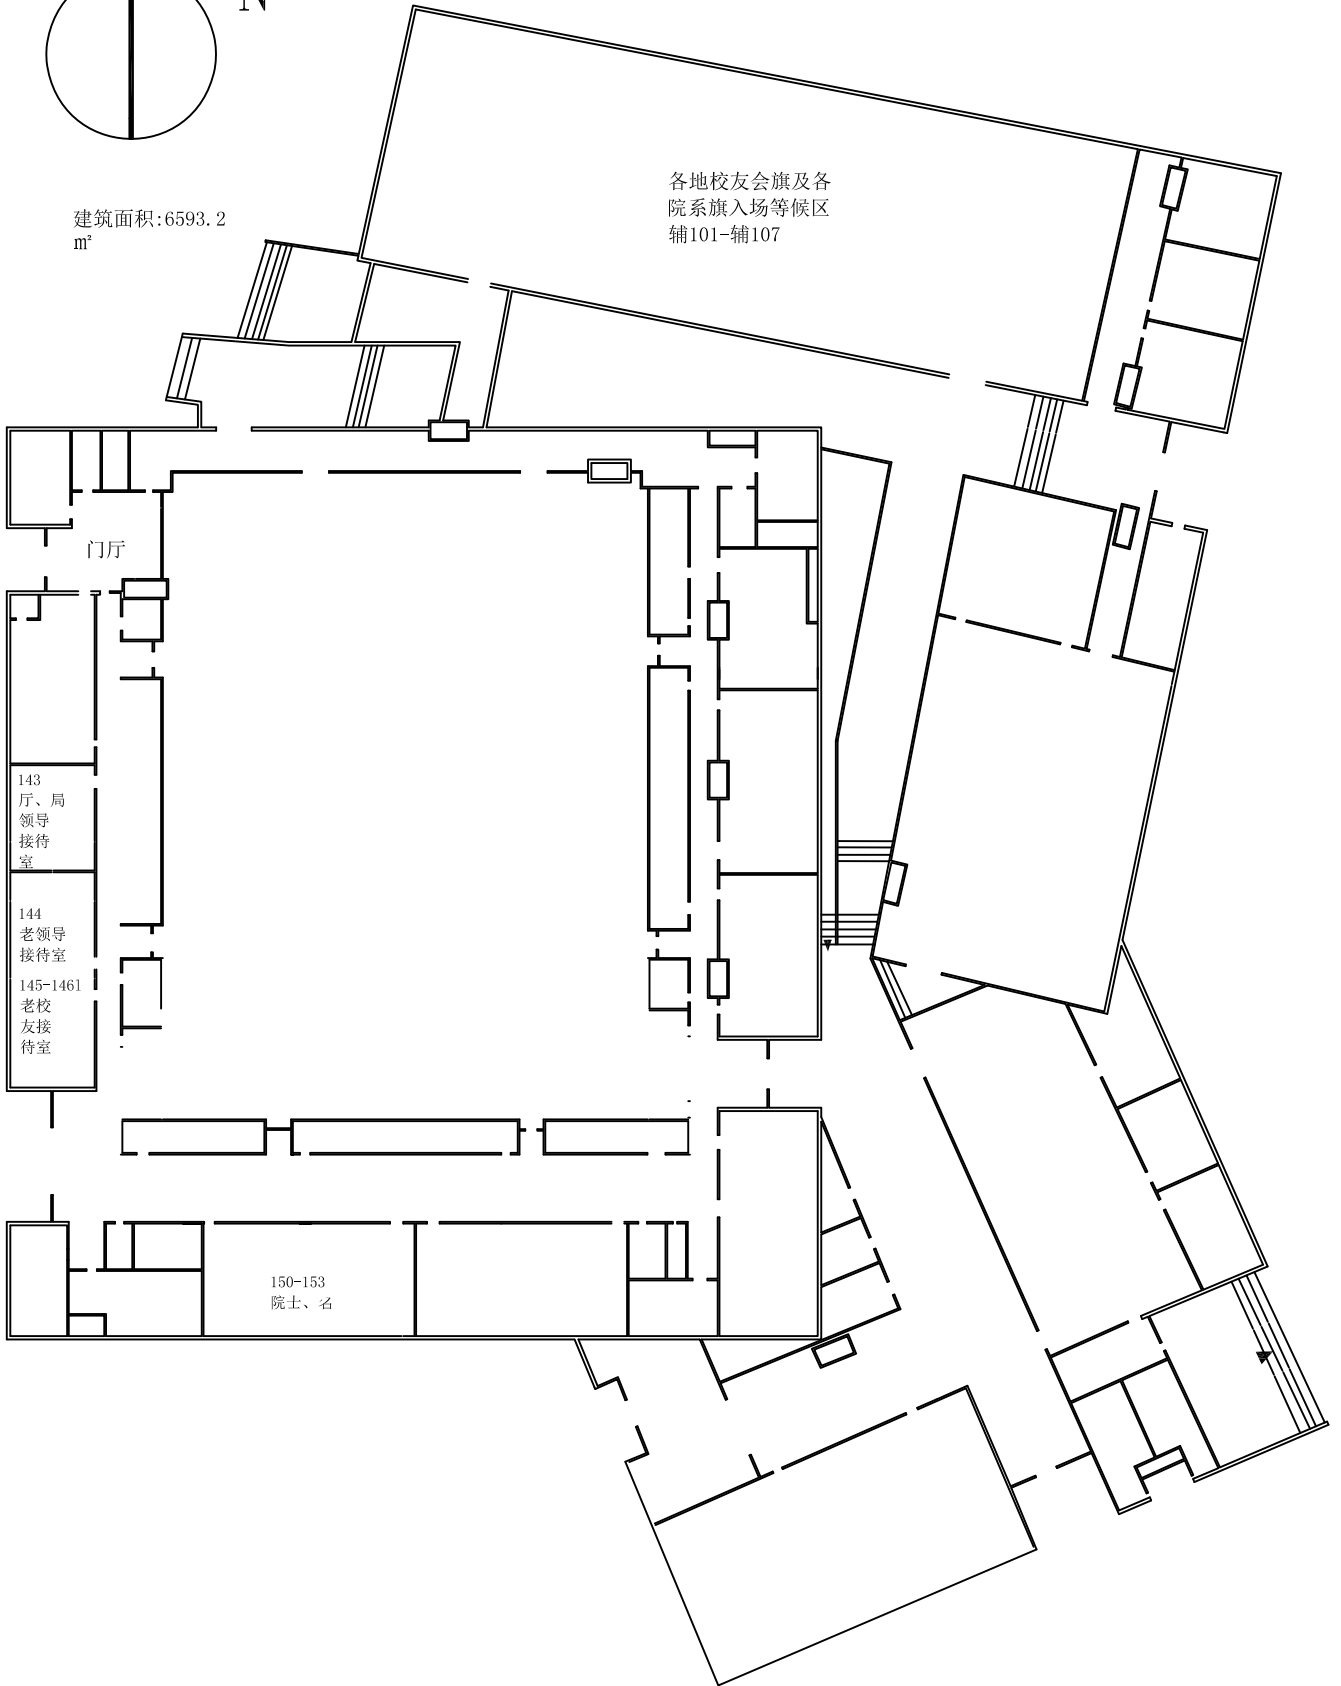 N
建筑面积:6593.2
m²
各地校友会旗及各
院系旗入场等候区
辅101-辅107
门厅
143
厅、局
领导
接待
室
144
老领导
接待室
145-1461
老校
友接
待室
150-153
院士、名